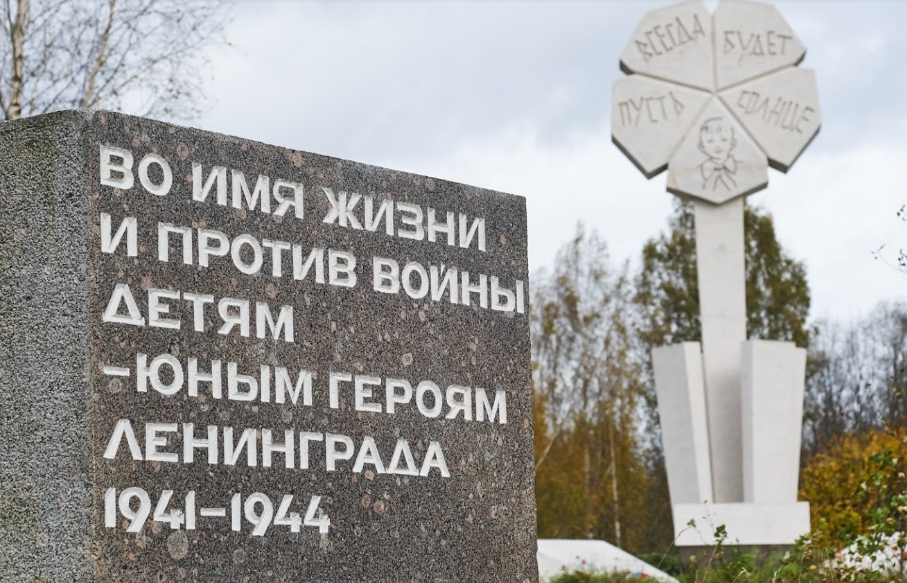 ВО ИМЯ ЖИЗНИ
И ПРОТИВ ВОЙНЫ
ДЕТЯМ
–ЮНЫМ ГЕРОЯМ
ЛЕНИНГРАДА
1941–1944
ПУСТЬ
ВСЕГДА
БУДЕТ
СОЛНЦЕ